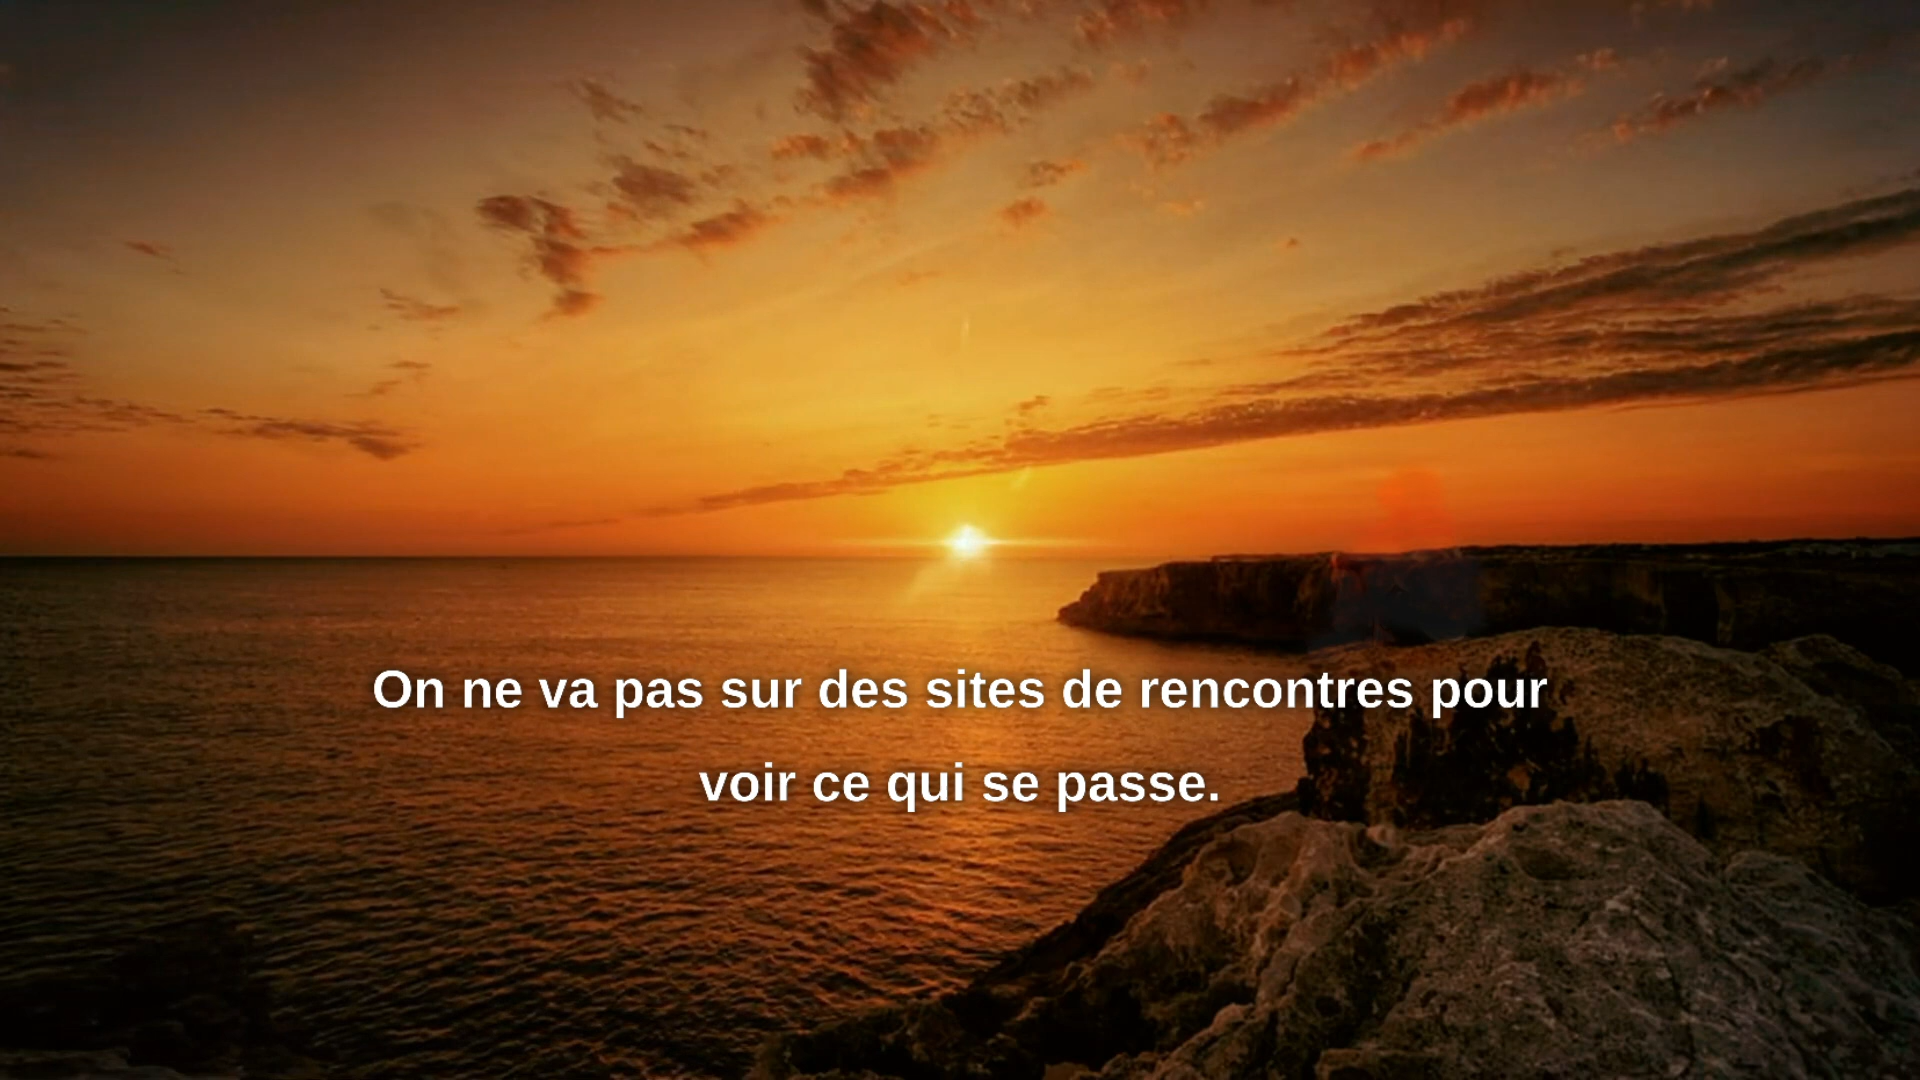 On ne va pas sur des sites de rencontres pour
voir ce qui se passe.